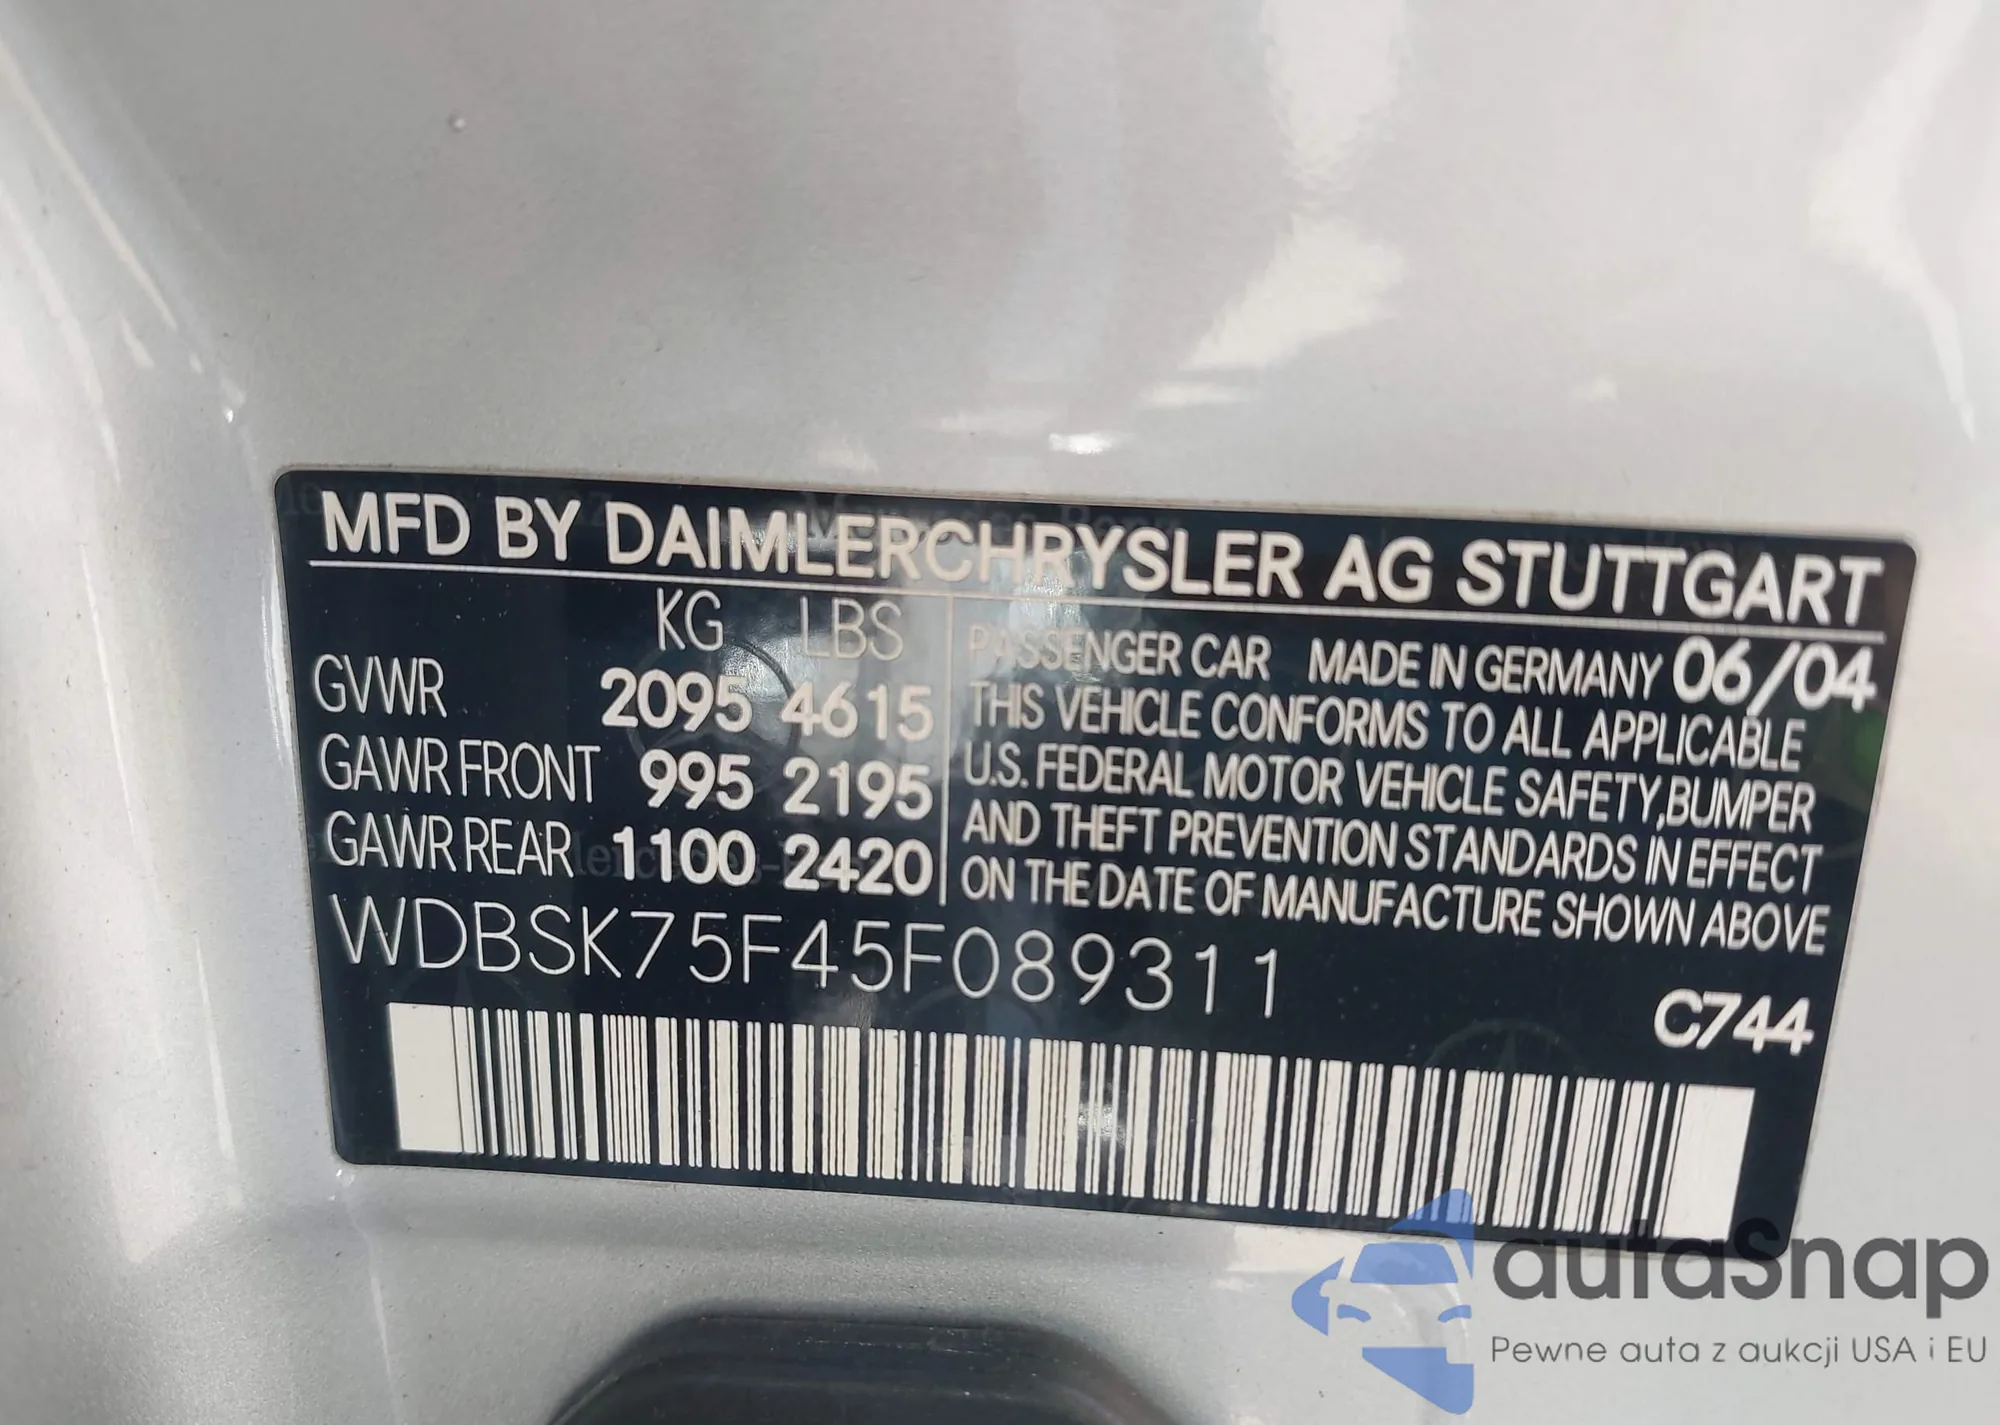 MFD BY DAIMLERCHRYSLER AG STUTTGART
KG LBS
GVWR 2095 4615
GAWR FRONT 995 2195
GAWR REAR 1100 2420
PASSENGER CAR MADE IN GERMANY 06/04
THIS VEHICLE CONFORMS TO ALL APPLICABLE
U.S. FEDERAL MOTOR VEHICLE SAFETY, BUMPER
AND THEFT PREVENTION STANDARDS IN EFFECT
ON THE DATE OF MANUFACTURE SHOWN ABOVE
WDBSK75F45F089311
C744
autasnap
Pewne auta z aukcji USA i EU